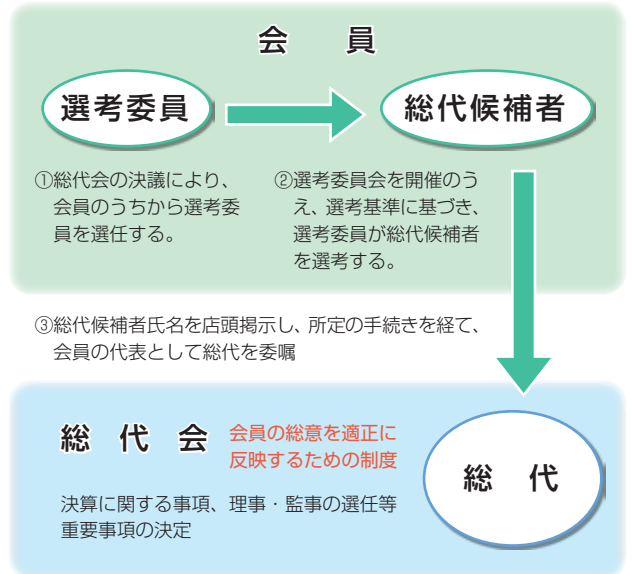 会　員
選考委員
総代候補者
①総代会の決議により、
会員のうちから選考委
員を選任する。
②選考委員会を開催のう
え、選考基準に基づき、
選考委員が総代候補者
を選考する。
③総代候補者氏名を店頭掲示し、所定の手続きを経て、
会員の代表として総代を委嘱
総　代　会
会員の総意を適正に
反映するための制度
決算に関する事項、理事・監事の選任等
重要事項の決定
総　代